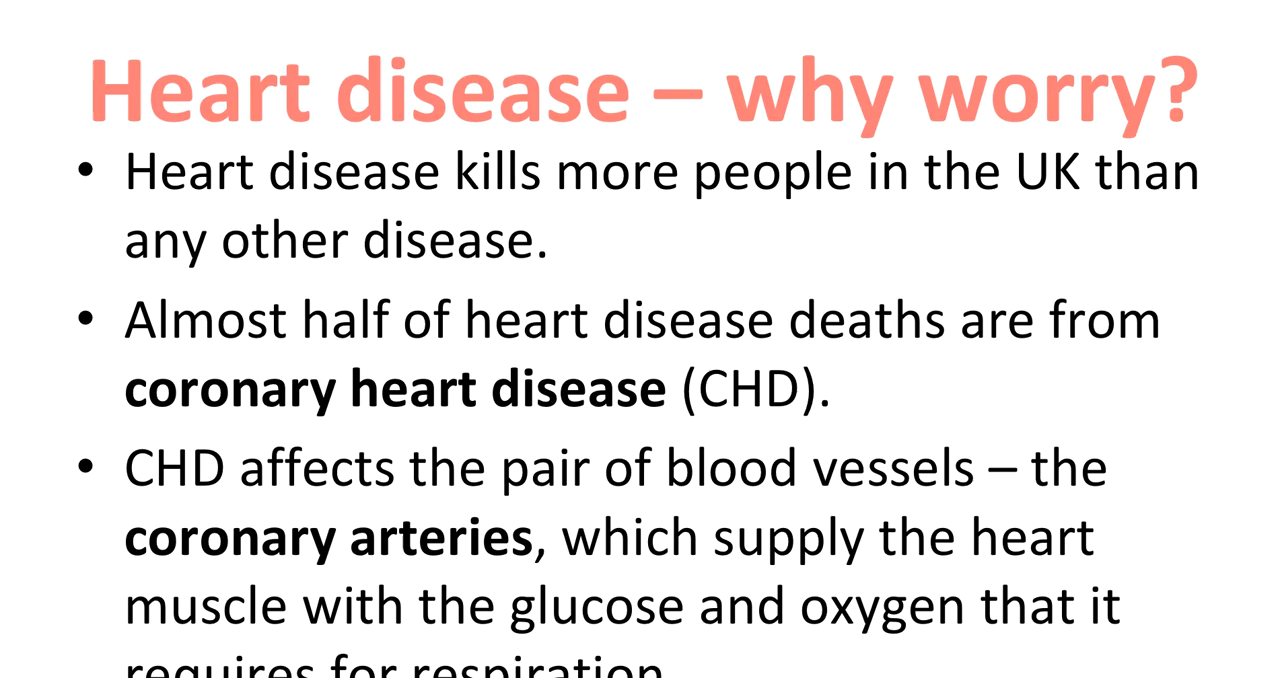 Heart disease – why worry?
• Heart disease kills more people in the UK than
any other disease.
• Almost half of heart disease deaths are from
coronary heart disease (CHD).
• CHD affects the pair of blood vessels – the
coronary arteries, which supply the heart
muscle with the glucose and oxygen that it
requires for respiration